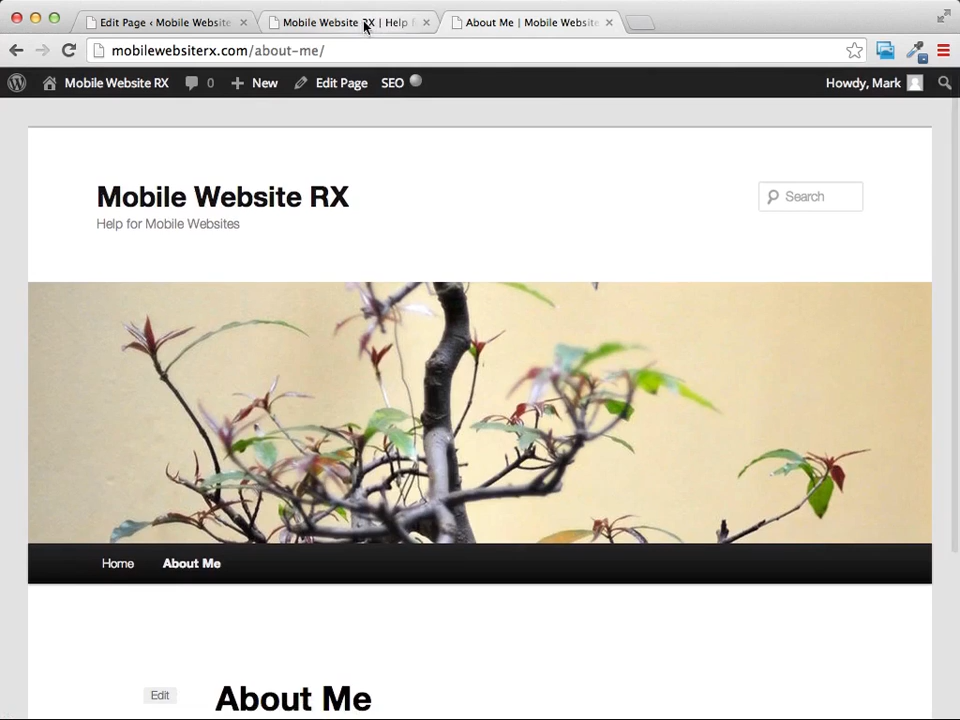 Edit Page ‹ Mobile Website
Mobile Website RX | Help f
About Me | Mobile Website
mobilewebsiterx.com/about-me/
Mobile Website RX 0 New Edit Page SEO Howdy, Mark
Mobile Website RX
Search
Help for Mobile Websites
Home About Me
Edit
About Me